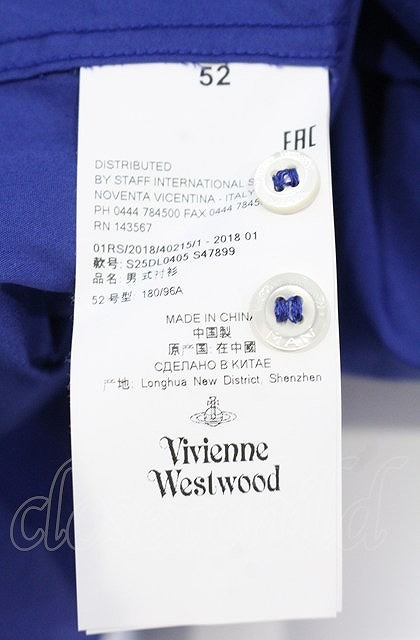 52
EAC
DISTRIBUTED
BY STAFF INTERNATIONAL S
NOVENTA VICENTINA - ITALY
PH 0444 784500 FAX 0444 7845
RN 143567
01RS/2018/40215/1 - 2018 01
款号: S25DL0405 S47899
品名: 男式衬衫
52号型 180/96A
MADE IN CHINA
中国製
原产国: 在中國
СДЕЛАНО В КИТАЕ
产地: Longhua New District, Shenzhen
Vivienne
Westwood
MAN